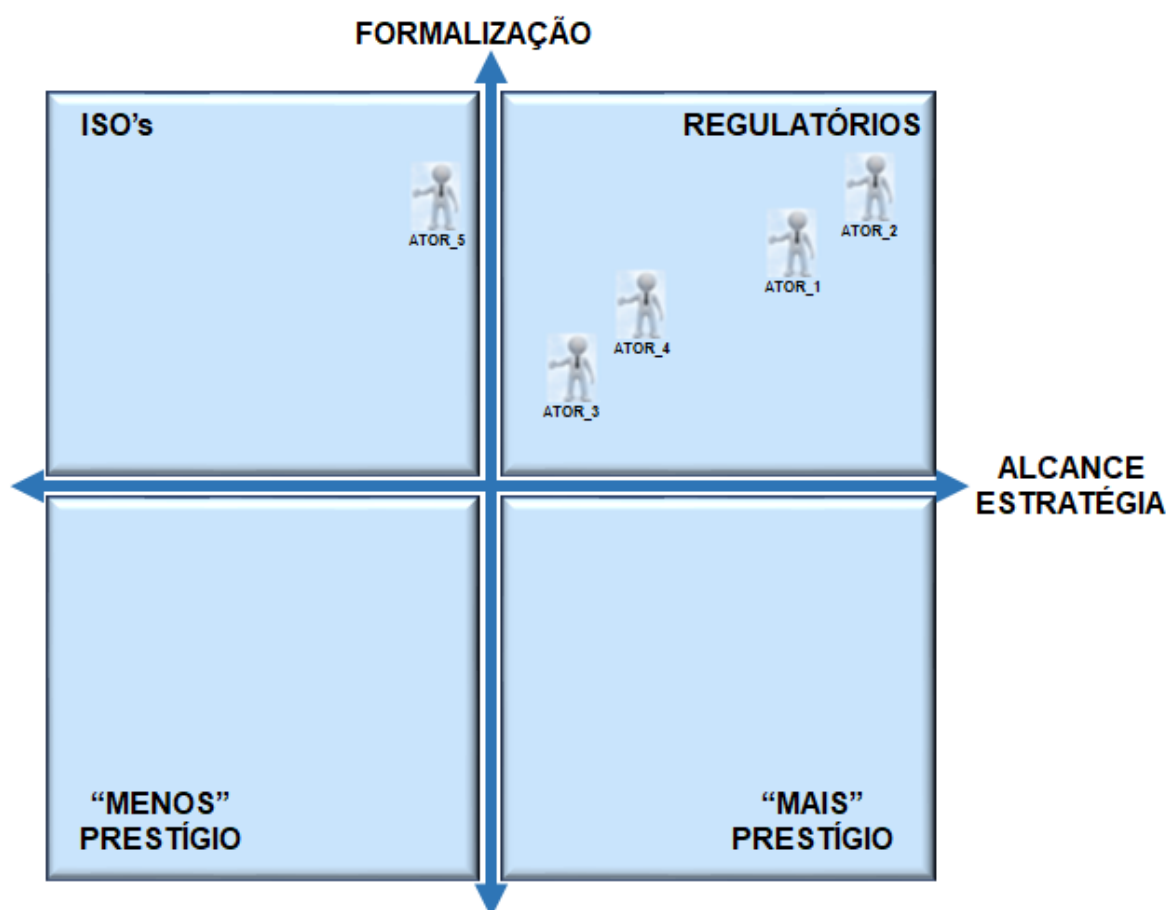 FORMALIZAÇÃO
ISO's
REGULATÓRIOS
ATOR_5
ATOR_2
ATOR_1
ATOR_4
ATOR_3
ALCANCE
ESTRATÉGIA
“MENOS”
PRESTÍGIO
“MAIS”
PRESTÍGIO